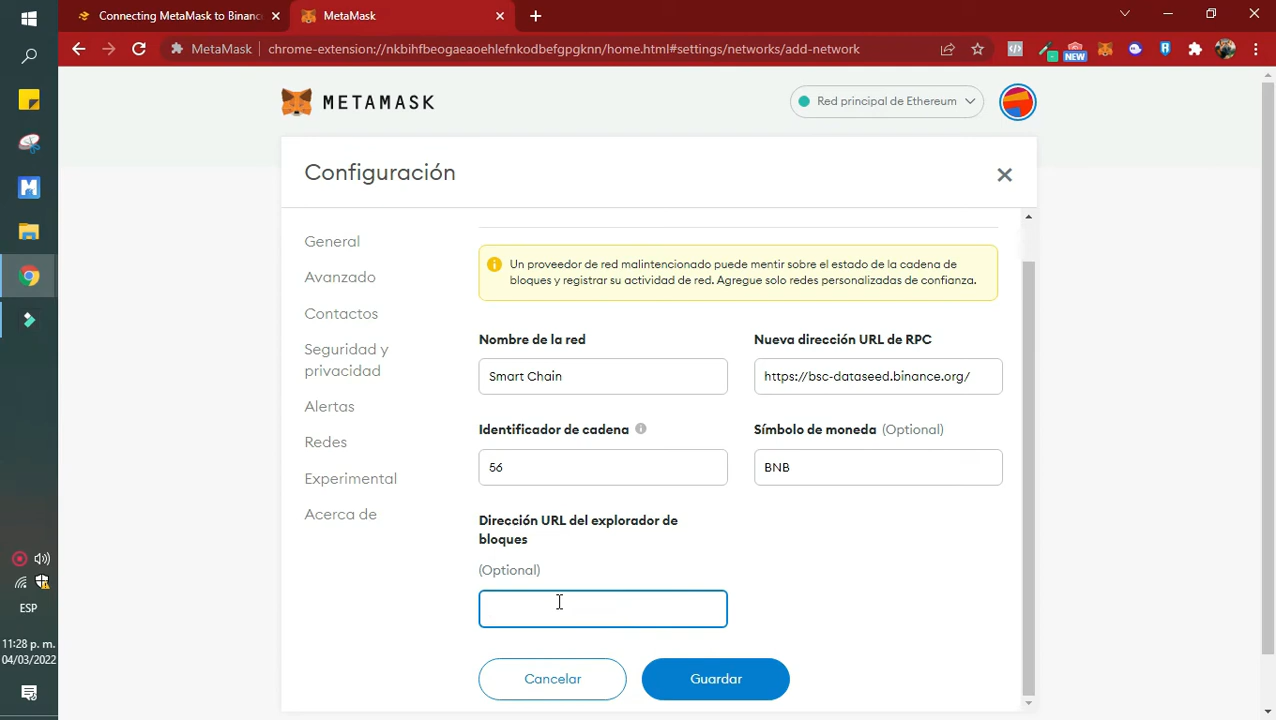 Connecting MetaMask to Binanc
MetaMask
MetaMask
chrome-extension://nkbihfbeogaeaoehlefnkodbefgpgknn/home.html#settings/networks/add-network
NEW
METAMASK
Red principal de Ethereum
Configuración
General
Avanzado
Contactos
Seguridad y
privacidad
Alertas
Redes
Experimental
Acerca de
Un proveedor de red malintencionado puede mentir sobre el estado de la cadena de
bloques y registrar su actividad de red. Agregue solo redes personalizadas de confianza.
Nombre de la red
Smart Chain
Nueva dirección URL de RPC
https://bsc-dataseed.binance.org/
Identificador de cadena
56
Símbolo de moneda (Optional)
BNB
Dirección URL del explorador de
bloques
(Optional)
Cancelar
Guardar
ESP
11:28 p. m.
04/03/2022